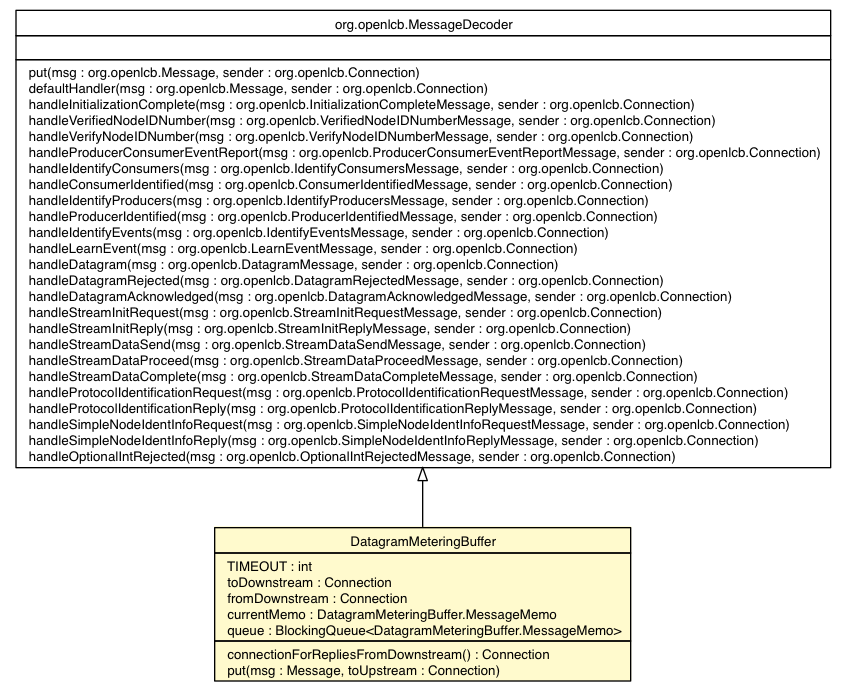 org.openlcb.MessageDecoder
put(msg : org.openlcb.Message, sender : org.openlcb.Connection)
defaultHandler(msg : org.openlcb.Message, sender : org.openlcb.Connection)
handleInitializationComplete(msg : org.openlcb.InitializationCompleteMessage, sender : org.openlcb.Connection)
handleVerifiedNodeIDNumber(msg : org.openlcb.VerifiedNodeIDNumberMessage, sender : org.openlcb.Connection)
handleVerifyNodeIDNumber(msg : org.openlcb.VerifyNodeIDNumberMessage, sender : org.openlcb.Connection)
handleProducerConsumerEventReport(msg : org.openlcb.ProducerConsumerEventReportMessage, sender : org.openlcb.Connection)
handleIdentifyConsumers(msg : org.openlcb.IdentifyConsumersMessage, sender : org.openlcb.Connection)
handleConsumerIdentified(msg : org.openlcb.ConsumerIdentifiedMessage, sender : org.openlcb.Connection)
handleIdentifyProducers(msg : org.openlcb.IdentifyProducersMessage, sender : org.openlcb.Connection)
handleProducerIdentified(msg : org.openlcb.ProducerIdentifiedMessage, sender : org.openlcb.Connection)
handleIdentifyEvents(msg : org.openlcb.IdentifyEventsMessage, sender : org.openlcb.Connection)
handleLearnEvent(msg : org.openlcb.LearnEventMessage, sender : org.openlcb.Connection)
handleDatagram(msg : org.openlcb.DatagramMessage, sender : org.openlcb.Connection)
handleDatagramRejected(msg : org.openlcb.DatagramRejectedMessage, sender : org.openlcb.Connection)
handleDatagramAcknowledged(msg : org.openlcb.DatagramAcknowledgedMessage, sender : org.openlcb.Connection)
handleStreamInitRequest(msg : org.openlcb.StreamInitRequestMessage, sender : org.openlcb.Connection)
handleStreamInitReply(msg : org.openlcb.StreamInitReplyMessage, sender : org.openlcb.Connection)
handleStreamDataSend(msg : org.openlcb.StreamDataSendMessage, sender : org.openlcb.Connection)
handleStreamDataProceed(msg : org.openlcb.StreamDataProceedMessage, sender : org.openlcb.Connection)
handleStreamDataComplete(msg : org.openlcb.StreamDataCompleteMessage, sender : org.openlcb.Connection)
handleProtocolIdentificationRequest(msg : org.openlcb.ProtocolIdentificationRequestMessage, sender : org.openlcb.Connection)
handleProtocolIdentificationReply(msg : org.openlcb.ProtocolIdentificationReplyMessage, sender : org.openlcb.Connection)
handleSimpleNodeIdentInfoRequest(msg : org.openlcb.SimpleNodeIdentInfoRequestMessage, sender : org.openlcb.Connection)
handleSimpleNodeIdentInfoReply(msg : org.openlcb.SimpleNodeIdentInfoReplyMessage, sender : org.openlcb.Connection)
handleOptionalIntRejected(msg : org.openlcb.OptionalIntRejectedMessage, sender : org.openlcb.Connection)
DatagramMeteringBuffer
TIMEOUT : int
toDownstream : Connection
fromDownstream : Connection
currentMemo : DatagramMeteringBuffer.MessageMemo
queue : BlockingQueue<DatagramMeteringBuffer.MessageMemo>
connectionForRepliesFromDownstream() : Connection
put(msg : Message, toUpstream : Connection)